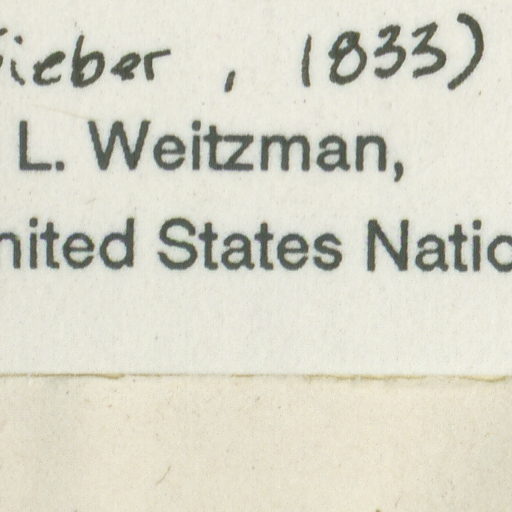 ieber, 1833)
L. Weitzman,
nited States Natio